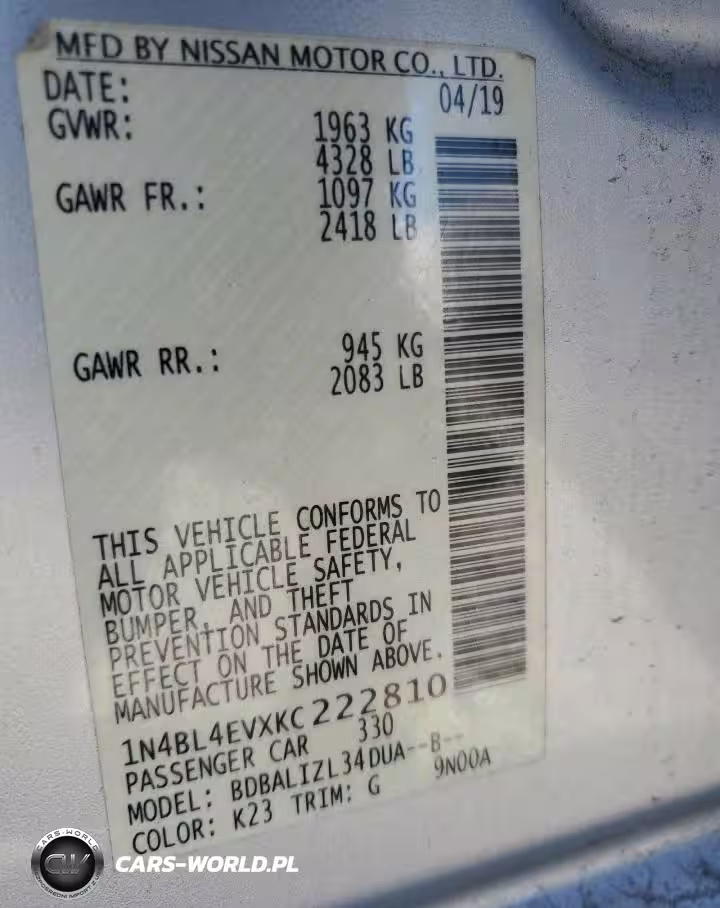 MFD BY NISSAN MOTOR CO., LTD.
DATE: 04/19
GVWR: 1963 KG
4328 LB
GAWR FR.: 1097 KG
2418 LB
GAWR RR.: 945 KG
2083 LB
THIS VEHICLE CONFORMS TO
ALL APPLICABLE FEDERAL
MOTOR VEHICLE SAFETY,
BUMPER, AND THEFT
PREVENTION STANDARDS IN
EFFECT ON THE DATE OF
MANUFACTURE SHOWN ABOVE.
1N4BL4EVXKC222810
PASSENGER CAR 330
MODEL: BDBALIZL34DUA--B--
COLOR: K23 TRIM: G 9N00A
CARS-WORLD
CW
CARS-WORLD.PL